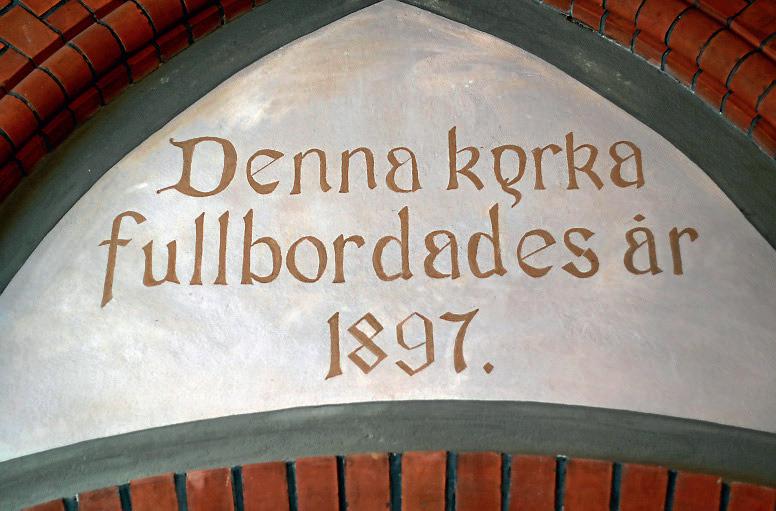 Denna kyrka
fullbordades år
1897.